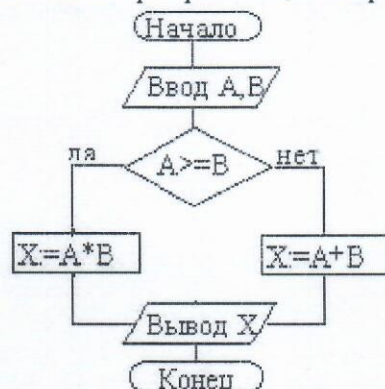 Начало
Ввод A,B
да
A>=B
нет
X:=A*B
X:=A+B
Вывод X
Конец